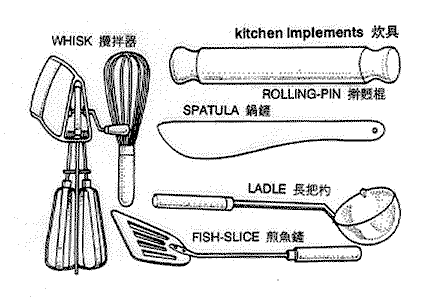 kitchen Implements 炊具
WHISK 攪拌器
ROLLING-PIN 擀麪棍
SPATULA 鍋鏟
LADLE 長把杓
FISH-SLICE 煎魚鏟